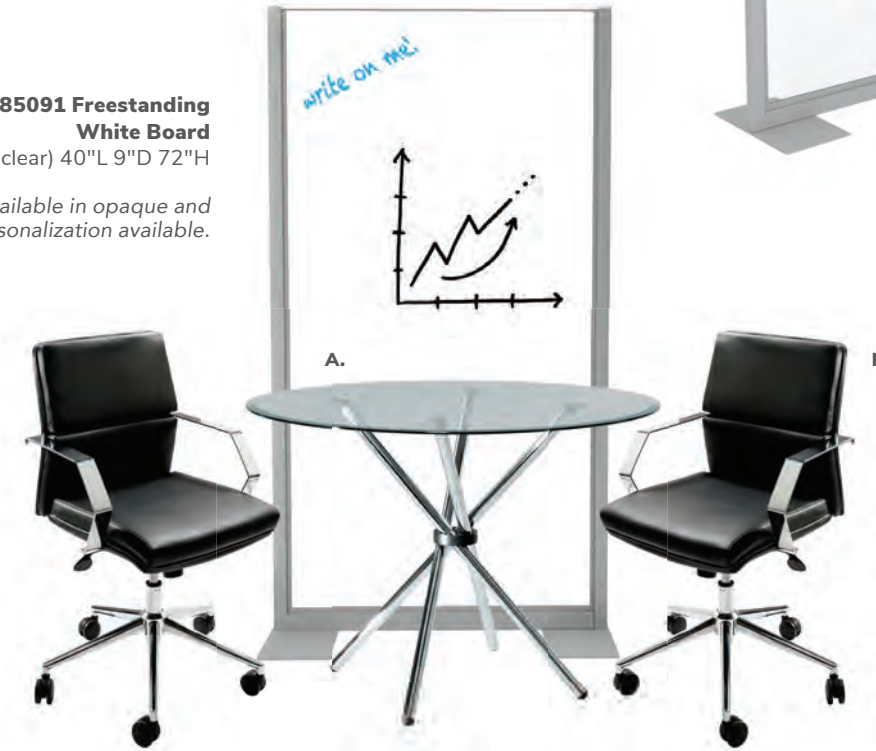 85091 Freestanding
White Board
clear) 40"L 9"D 72"H
ailable in opaque and
sonalization available.
write on me!
A.